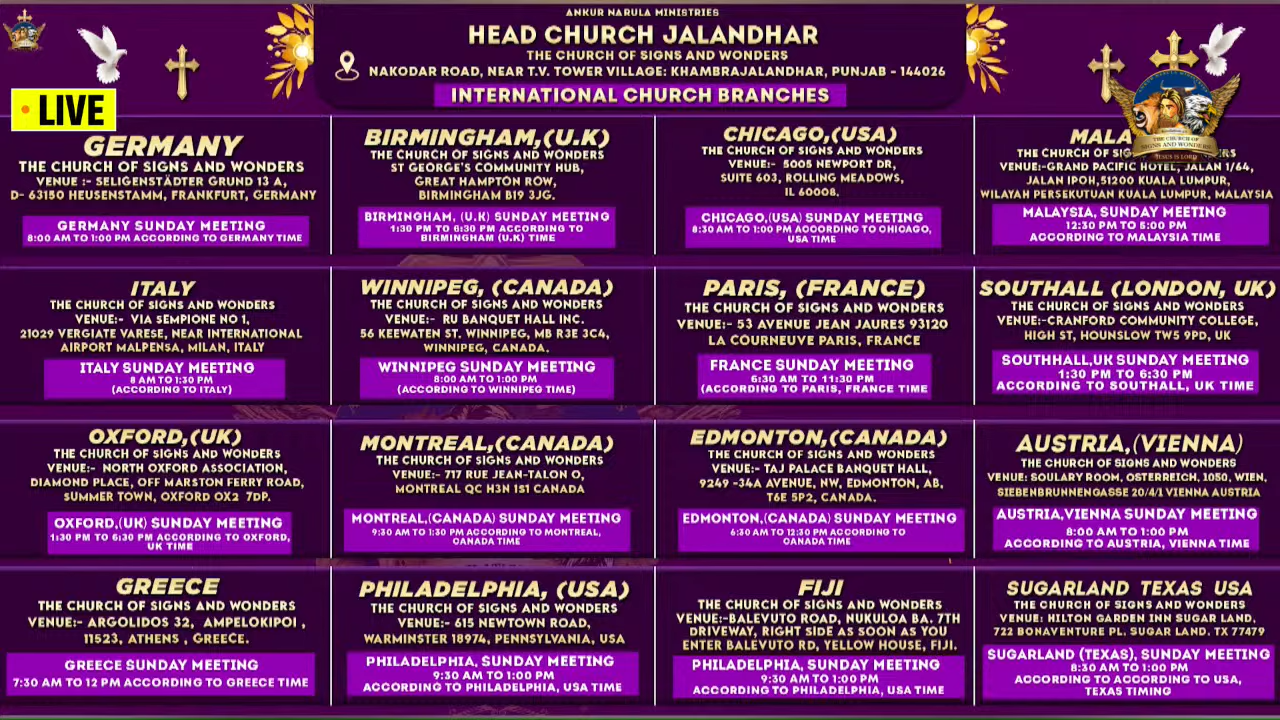 ANKUR NARULA MINISTRIES
HEAD CHURCH JALANDHAR
THE CHURCH OF SIGNS AND WONDERS
NAKODAR ROAD, NEAR T.V. TOWER VILLAGE: KHAMBRAJALANDHAR, PUNJAB - 144026
INTERNATIONAL CHURCH BRANCHES
LIVE
GERMANY
THE CHURCH OF SIGNS AND WONDERS
VENUE :- SELIGENSTÄDTER GRUND 13 A,
D- 63150 HEUSENSTAMM, FRANKFURT, GERMANY
GERMANY SUNDAY MEETING
8:00 AM TO 1:00 PM ACCORDING TO GERMANY TIME
BIRMINGHAM,(U.K)
THE CHURCH OF SIGNS AND WONDERS
ST GEORGE'S COMMUNITY HUB,
GREAT HAMPTON ROW,
BIRMINGHAM B19 3JG.
BIRMINGHAM, (U.K) SUNDAY MEETING
1:30 PM TO 6:30 PM ACCORDING TO
BIRMINGHAM (U.K) TIME
CHICAGO,(USA)
THE CHURCH OF SIGNS AND WONDERS
VENUE:- 5005 NEWPORT DR,
SUITE 603, ROLLING MEADOWS,
IL 60008.
CHICAGO,(USA) SUNDAY MEETING
8:30 AM TO 1:00 PM ACCORDING TO CHICAGO,
USA TIME
MALA
THE CHURCH OF SIG RS
THE CHURCH OF
SIGNS AND WONDERS
JESUS IS LORD
VENUE:-GRAND PACIFIC HOTEL, JALAN 1/64,
JALAN IPOH,51200 KUALA LUMPUR,
WILAYAH PERSEKUTUAN KUALA LUMPUR, MALAYSIA
MALAYSIA, SUNDAY MEETING
12:30 PM TO 5:00 PM
ACCORDING TO MALAYSIA TIME
ITALY
THE CHURCH OF SIGNS AND WONDERS
VENUE:- VIA SEMPIONE NO 1,
21029 VERGIATE VARESE, NEAR INTERNATIONAL
AIRPORT MALPENSA, MILAN, ITALY
ITALY SUNDAY MEETING
8 AM TO 1:30 PM
(ACCORDING TO ITALY)
WINNIPEG, (CANADA)
THE CHURCH OF SIGNS AND WONDERS
VENUE:- RU BANQUET HALL INC.
56 KEEWATEN ST. WINNIPEG, MB R3E 3C4,
WINNIPEG, CANADA.
WINNIPEG SUNDAY MEETING
8:00 AM TO 1:00 PM
(ACCORDING TO WINNIPEG TIME)
PARIS, (FRANCE)
THE CHURCH OF SIGNS AND WONDERS
VENUE:- 53 AVENUE JEAN JAURES 93120
LA COURNEUVE PARIS, FRANCE
FRANCE SUNDAY MEETING
6:30 AM TO 11:30 PM
(ACCORDING TO PARIS, FRANCE TIME
SOUTHALL (LONDON, UK)
THE CHURCH OF SIGNS AND WONDERS
VENUE:-CRANFORD COMMUNITY COLLEGE,
HIGH ST, HOUNSLOW TW5 9PD, UK
SOUTHHALL,UK SUNDAY MEETING
1:30 PM TO 6:30 PM
ACCORDING TO SOUTHALL, UK TIME
OXFORD,(UK)
THE CHURCH OF SIGNS AND WONDERS
VENUE:- NORTH OXFORD ASSOCIATION,
DIAMOND PLACE, OFF MARSTON FERRY ROAD,
SUMMER TOWN, OXFORD OX2 7DP.
OXFORD,(UK) SUNDAY MEETING
1:30 PM TO 6:30 PM ACCORDING TO OXFORD,
UK TIME
MONTREAL,(CANADA)
THE CHURCH OF SIGNS AND WONDERS
VENUE:- 717 RUE JEAN-TALON O,
MONTREAL QC H3N 1S1 CANADA
MONTREAL,(CANADA) SUNDAY MEETING
9:30 AM TO 1:30 PM ACCORDING TO MONTREAL,
CANADA TIME
EDMONTON,(CANADA)
THE CHURCH OF SIGNS AND WONDERS
VENUE:- TAJ PALACE BANQUET HALL,
9249 -34A AVENUE, NW, EDMONTON, AB,
T6E 5P2, CANADA.
EDMONTON,(CANADA) SUNDAY MEETING
6:30 AM TO 12:30 PM ACCORDING TO
CANADA TIME
AUSTRIA,(VIENNA)
THE CHURCH OF SIGNS AND WONDERS
VENUE: SOULARY ROOM, OSTERREICH, 1050, WIEN,
SIEBENBRUNNENGASSE 20/4/1 VIENNA AUSTRIA
AUSTRIA,VIENNA SUNDAY MEETING
8:00 AM TO 1:00 PM
ACCORDING TO AUSTRIA, VIENNA TIME
GREECE
THE CHURCH OF SIGNS AND WONDERS
VENUE:- ARGOLIDOS 32, AMPELOKIPOI ,
11523, ATHENS , GREECE.
GREECE SUNDAY MEETING
7:30 AM TO 12 PM ACCORDING TO GREECE TIME
PHILADELPHIA, (USA)
THE CHURCH OF SIGNS AND WONDERS
VENUE:- 615 NEWTOWN ROAD,
WARMINSTER 18974, PENNSYLVANIA, USA
PHILADELPHIA, SUNDAY MEETING
9:30 AM TO 1:00 PM
ACCORDING TO PHILADELPHIA, USA TIME
FIJI
THE CHURCH OF SIGNS AND WONDERS
VENUE:-BALEVUTO ROAD, NUKULOA BA. 7TH
DRIVEWAY, RIGHT SIDE AS SOON AS YOU
ENTER BALEVUTO RD, YELLOW HOUSE, FIJI.
PHILADELPHIA, SUNDAY MEETING
9:30 AM TO 1:00 PM
ACCORDING TO PHILADELPHIA, USA TIME
SUGARLAND TEXAS USA
THE CHURCH OF SIGNS AND WONDERS
VENUE: HILTON GARDEN INN SUGAR LAND,
722 BONAVENTURE PL. SUGAR LAND. TX 77479
SUGARLAND (TEXAS), SUNDAY MEETING
8:30 AM TO 1:00 PM
ACCORDING TO ACCORDING TO USA,
TEXAS TIMING